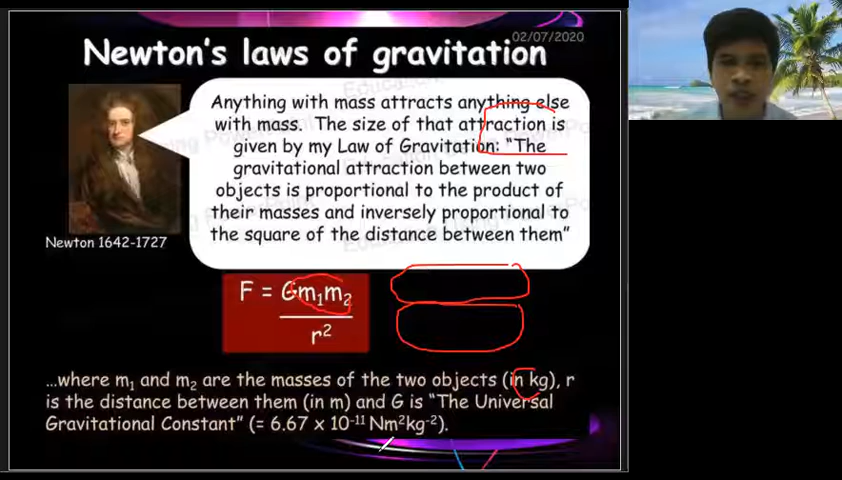 02/07/2020
Newton's laws of gravitation
Anything with mass attracts anything else
with mass. The size of that attraction is
given by my Law of Gravitation: “The
gravitational attraction between two
objects is proportional to the product of
their masses and inversely proportional to
the square of the distance between them”
Newton 1642-1727
F = Gm₁m₂
r²
...where m₁ and m₂ are the masses of the two objects (in kg), r
is the distance between them (in m) and G is “The Universal
Gravitational Constant” (= 6.67 x 10⁻¹¹ Nm²kg⁻²).